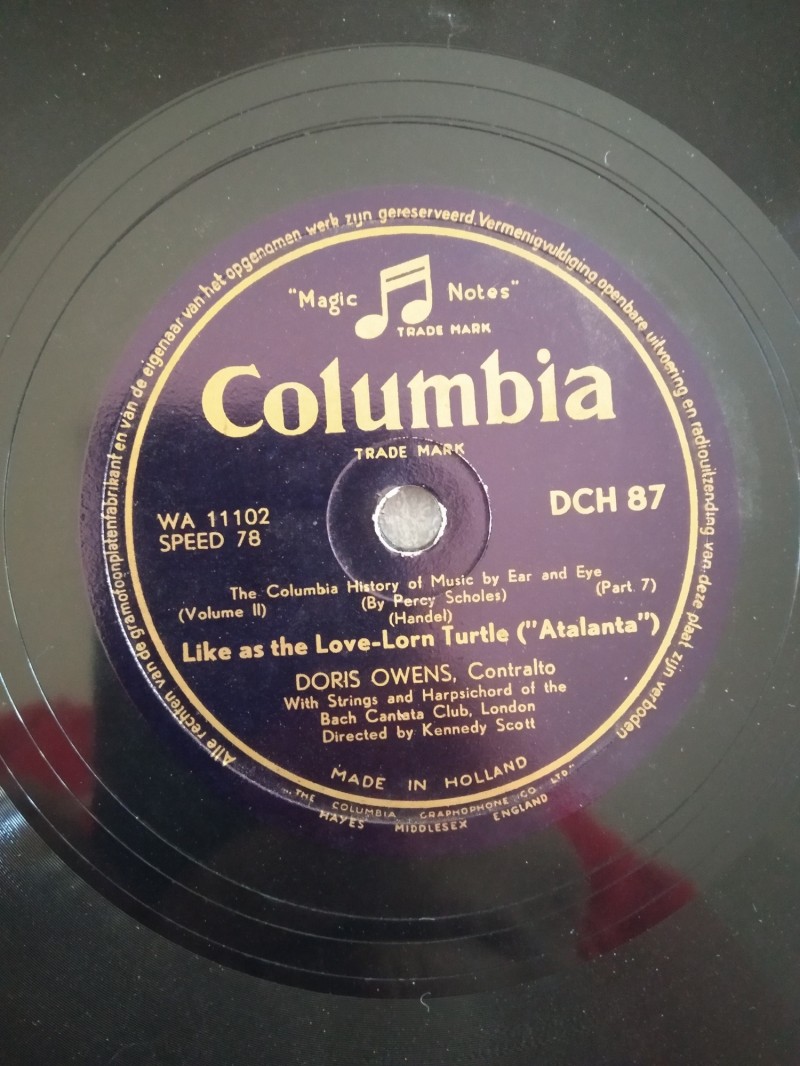 Alle rechten van de gramofoonplatenfabrikant en van de eigenaar van het opgenomen werk zijn gereserveerd. Vermenigvuldiging openbare uitvoering en radiouitzending van deze plaat zijn verboden
"Magic Notes"
TRADE MARK
Columbia
TRADE MARK
WA 11102
SPEED 78
DCH 87
The Columbia History of Music by Ear and Eye
(Volume II) (By Percy Scholes) (Part 7)
(Handel)
Like as the Love-Lorn Turtle ("Atalanta")
DORIS OWENS, Contralto
With Strings and Harpsichord of the
Bach Cantata Club, London
Directed by Kennedy Scott
MADE IN HOLLAND
"THE COLUMBIA GRAPHOPHONE CO. LTD."
HAYES MIDDLESEX ENGLAND